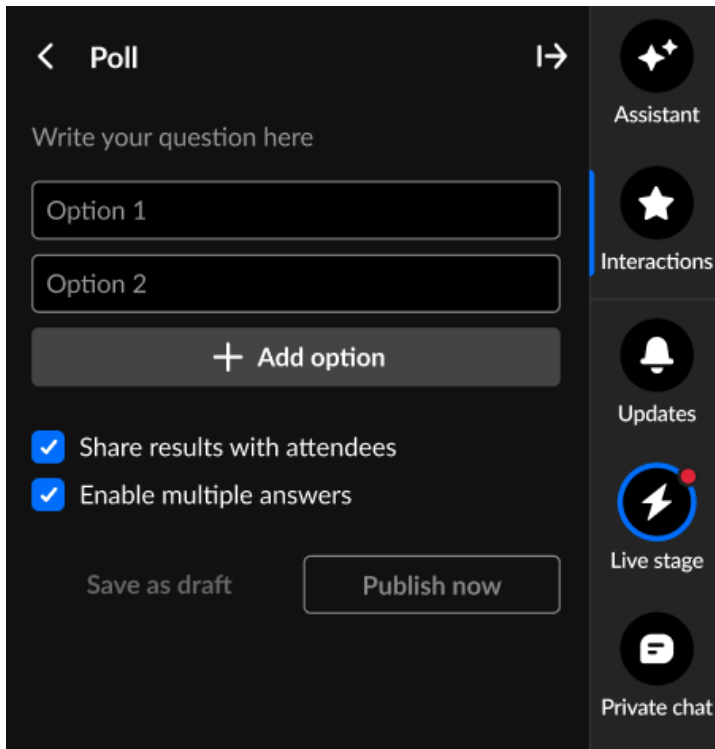 Poll
Write your question here
Option 1
Option 2
Add option
Share results with attendees
Enable multiple answers
Save as draft
Publish now
Assistant
Interactions
Updates
Live stage
Private chat